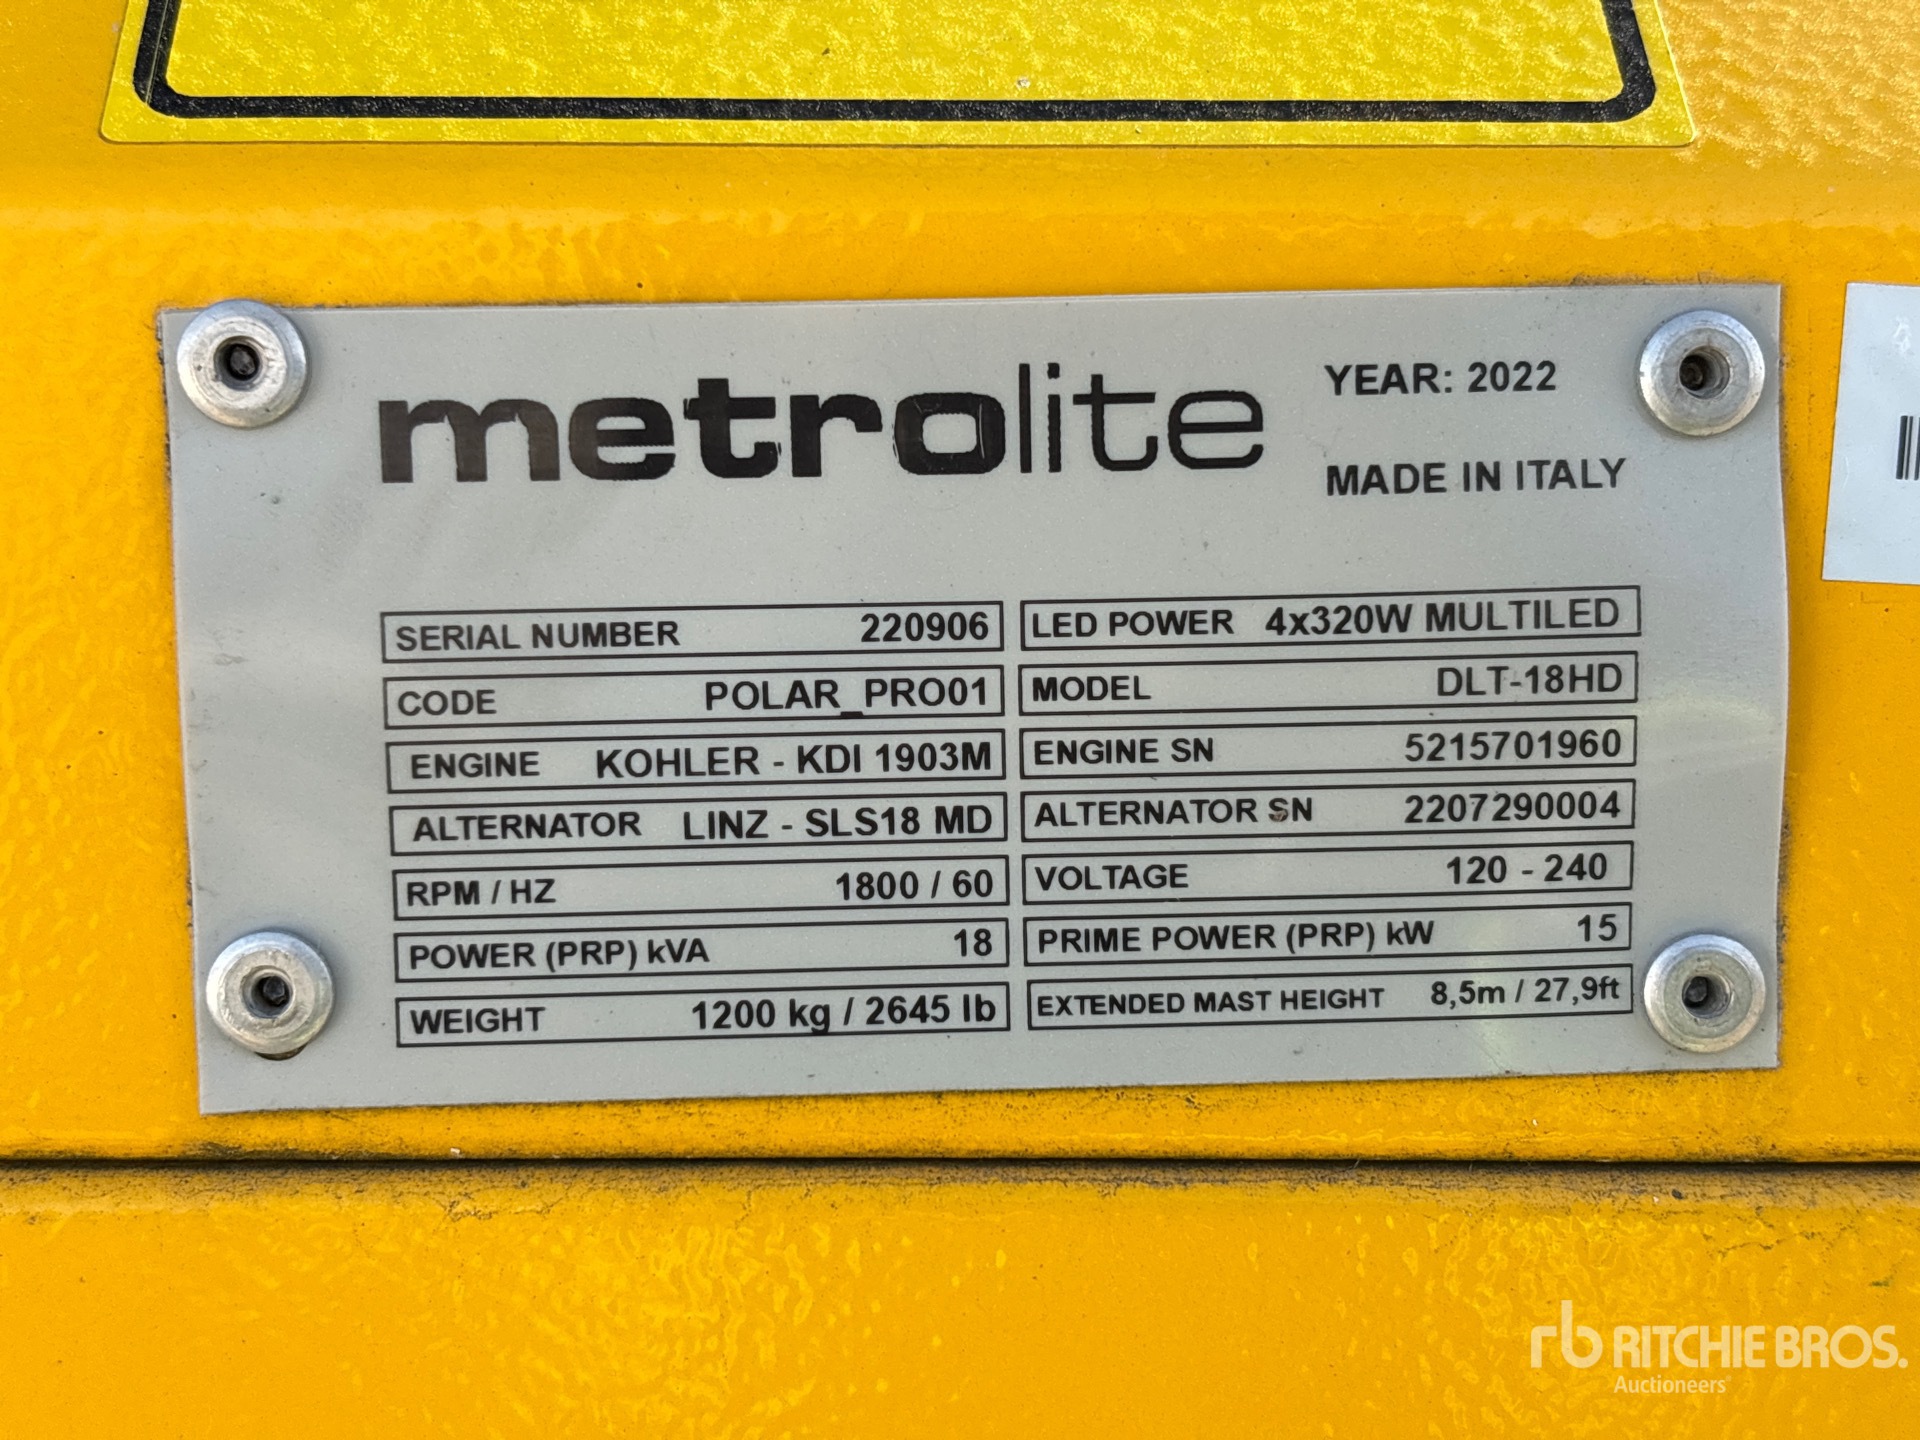 metrolite
YEAR: 2022
MADE IN ITALY
SERIAL NUMBER 220906
LED POWER 4x320W MULTILED
CODE POLAR_PRO01
MODEL DLT-18HD
ENGINE KOHLER - KDI 1903M
ENGINE SN 5215701960
ALTERNATOR LINZ - SLS18 MD
ALTERNATOR SN 2207290004
RPM / HZ 1800 / 60
VOLTAGE 120 - 240
POWER (PRP) kVA 18
PRIME POWER (PRP) kW 15
WEIGHT 1200 kg / 2645 lb
EXTENDED MAST HEIGHT 8,5m / 27,9ft
rb RITCHIE BROS.
Auctioneers